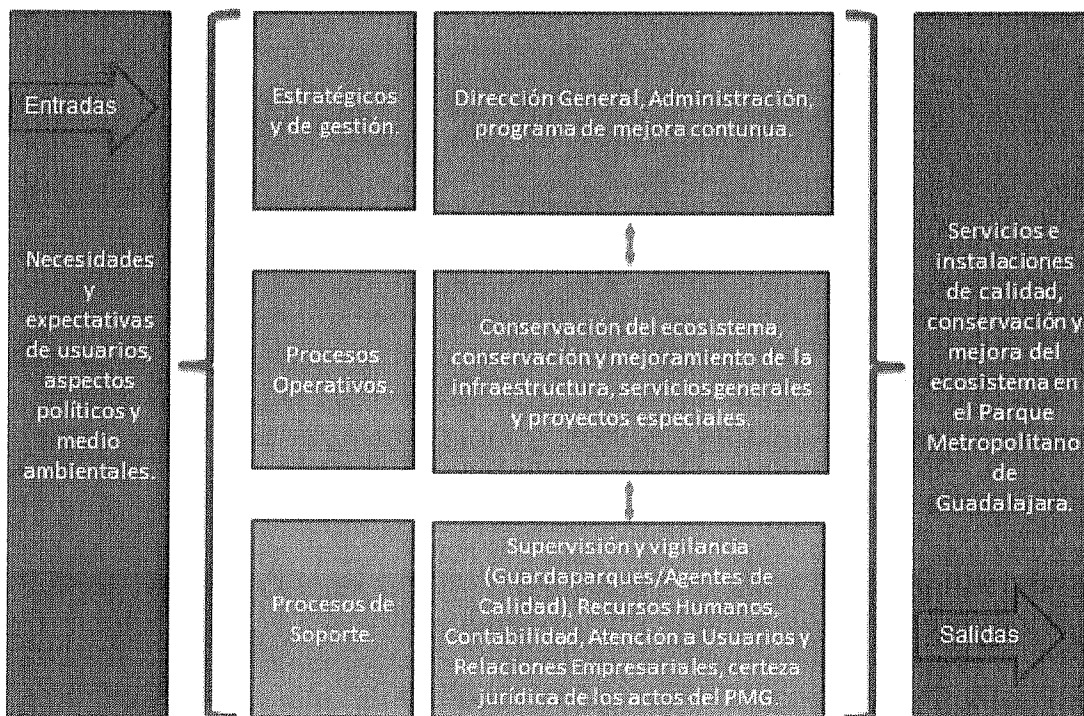 Entradas
Necesidades
y
expectativas
de usuarios,
aspectos
políticos y
medio
ambientales.
Estratégicos
y de gestión.
Dirección General, Administración,
programa de mejora contunua.
Procesos
Operativos.
Conservación del ecosistema,
conservación y mejoramiento de la
infraestructura, servicios generales
y proyectos especiales.
Procesos de
Soporte.
Supervisión y vigilancia
(Guardaparques/Agentes de
Calidad), Recursos Humanos,
Contabilidad, Atención a Usuarios y
Relaciones Empresariales, certeza
jurídica de los actos del PMG.
Servicios e
instalaciones
de calidad,
conservación y
mejora del
ecosistema en
el Parque
Metropolitano
de
Guadalajara.
Salidas